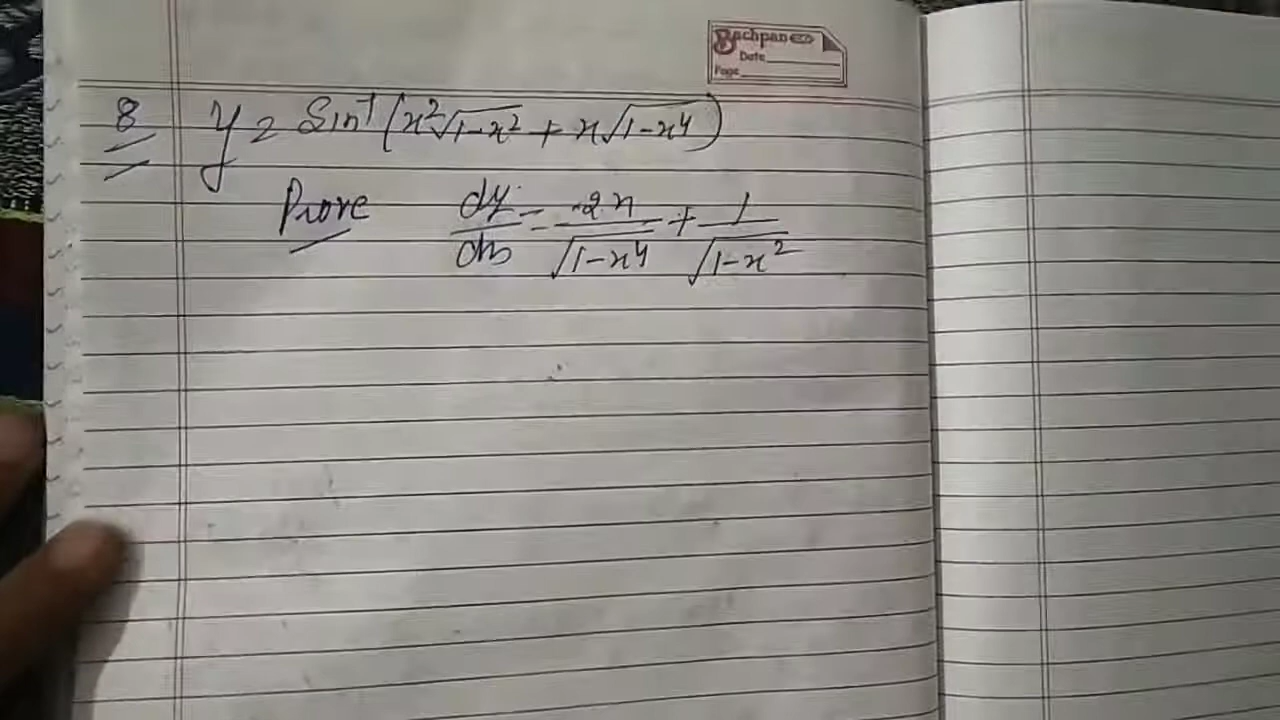 Bachpan
Date
Page
8 y = Sin⁻¹(x²√1-x² + x√1-x⁴)
Prove dy/dx = 2x/√1-x⁴ + 1/√1-x²